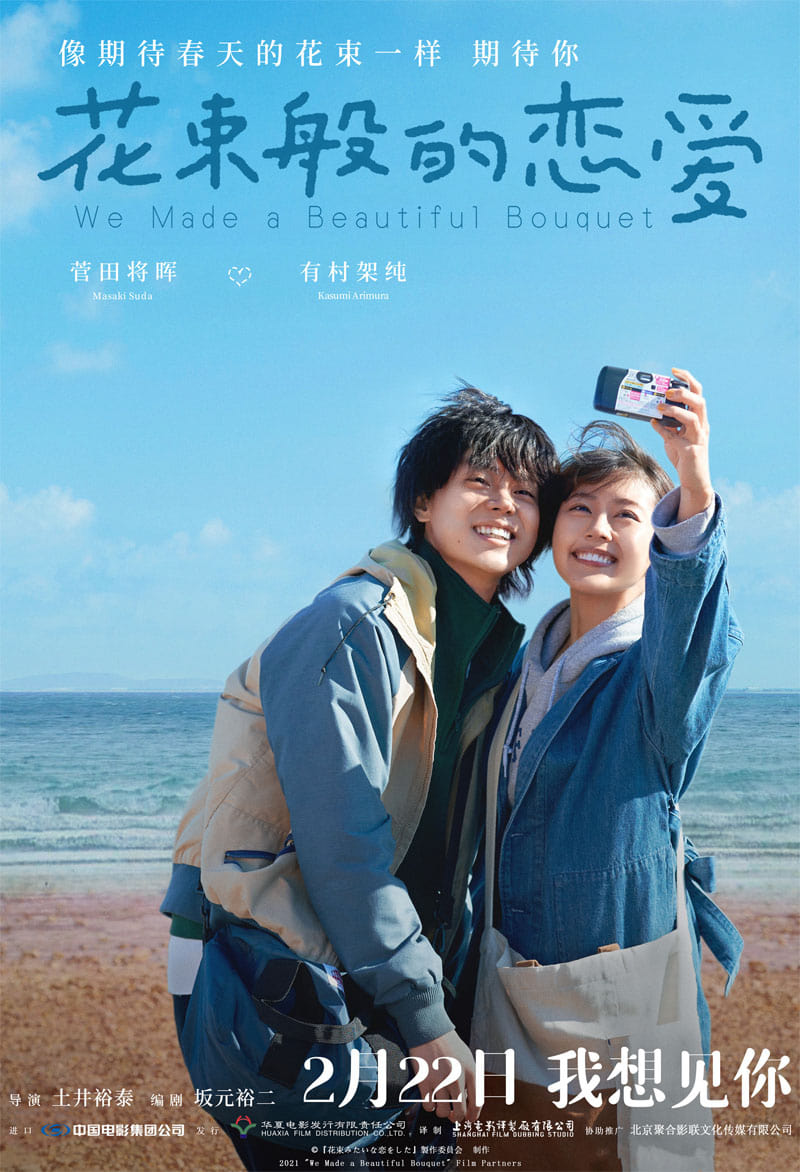 像期待春天的花束一样 期待你
花束般的恋爱
We Made a Beautiful Bouquet
菅田将晖 有村架纯
Masaki Suda Kasumi Arimura
2月22日 我想见你
导演 土井裕泰 编剧 坂元裕二
进口 中国电影集团公司 发行 华夏电影发行有限责任公司 译制 上海电影译製廠有限公司 协助推广 北京聚合影联文化传媒有限公司
HUAXIA FILM DISTRIBUTION CO.,LTD. SHANGHAI FILM DUBBING STUDIO
©『花束みたいな恋をした』製作委員会 制作
2021 "We Made a Beautiful Bouquet" Film Partners